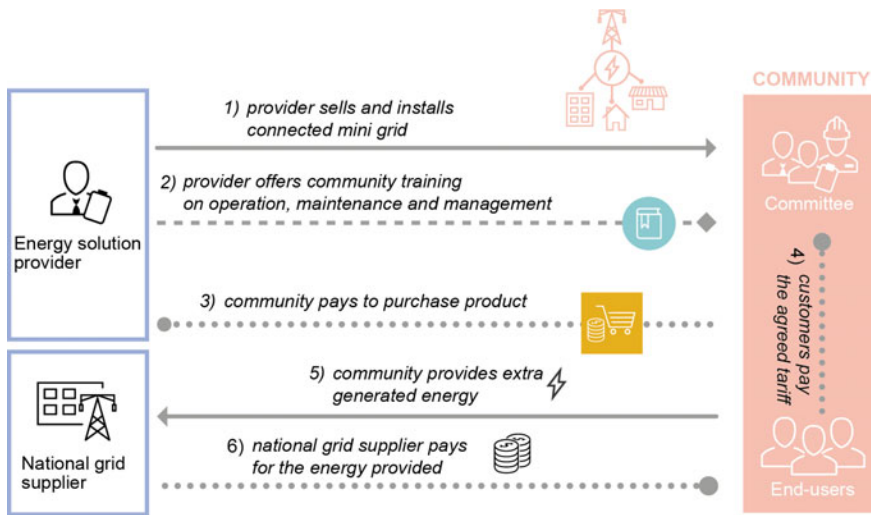 COMMUNITY
1) provider sells and installs
connected mini grid
2) provider offers community training
on operation, maintenance and management
Energy solution
provider
Committee
3) community pays to purchase product
4) customers pay
the agreed tariff
5) community provides extra
generated energy
6) national grid supplier pays
for the energy provided
National grid
supplier
End-users